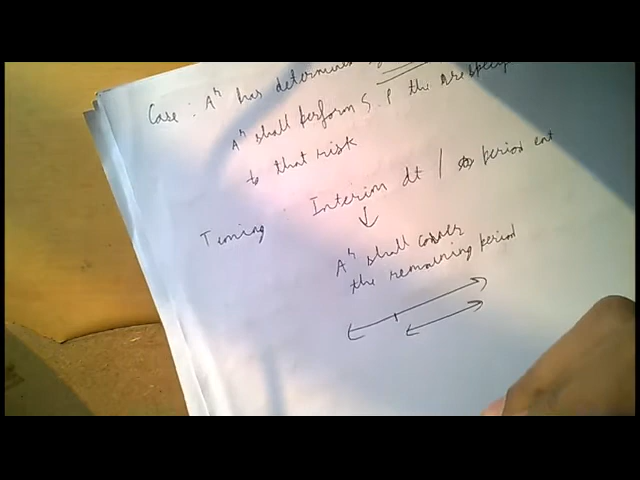 Case : Aʳ has determined
Aʳ shall perform S. P the are
to that risk
Timing : Interim dt / period ent
Aʳ shall cover
the remaining period